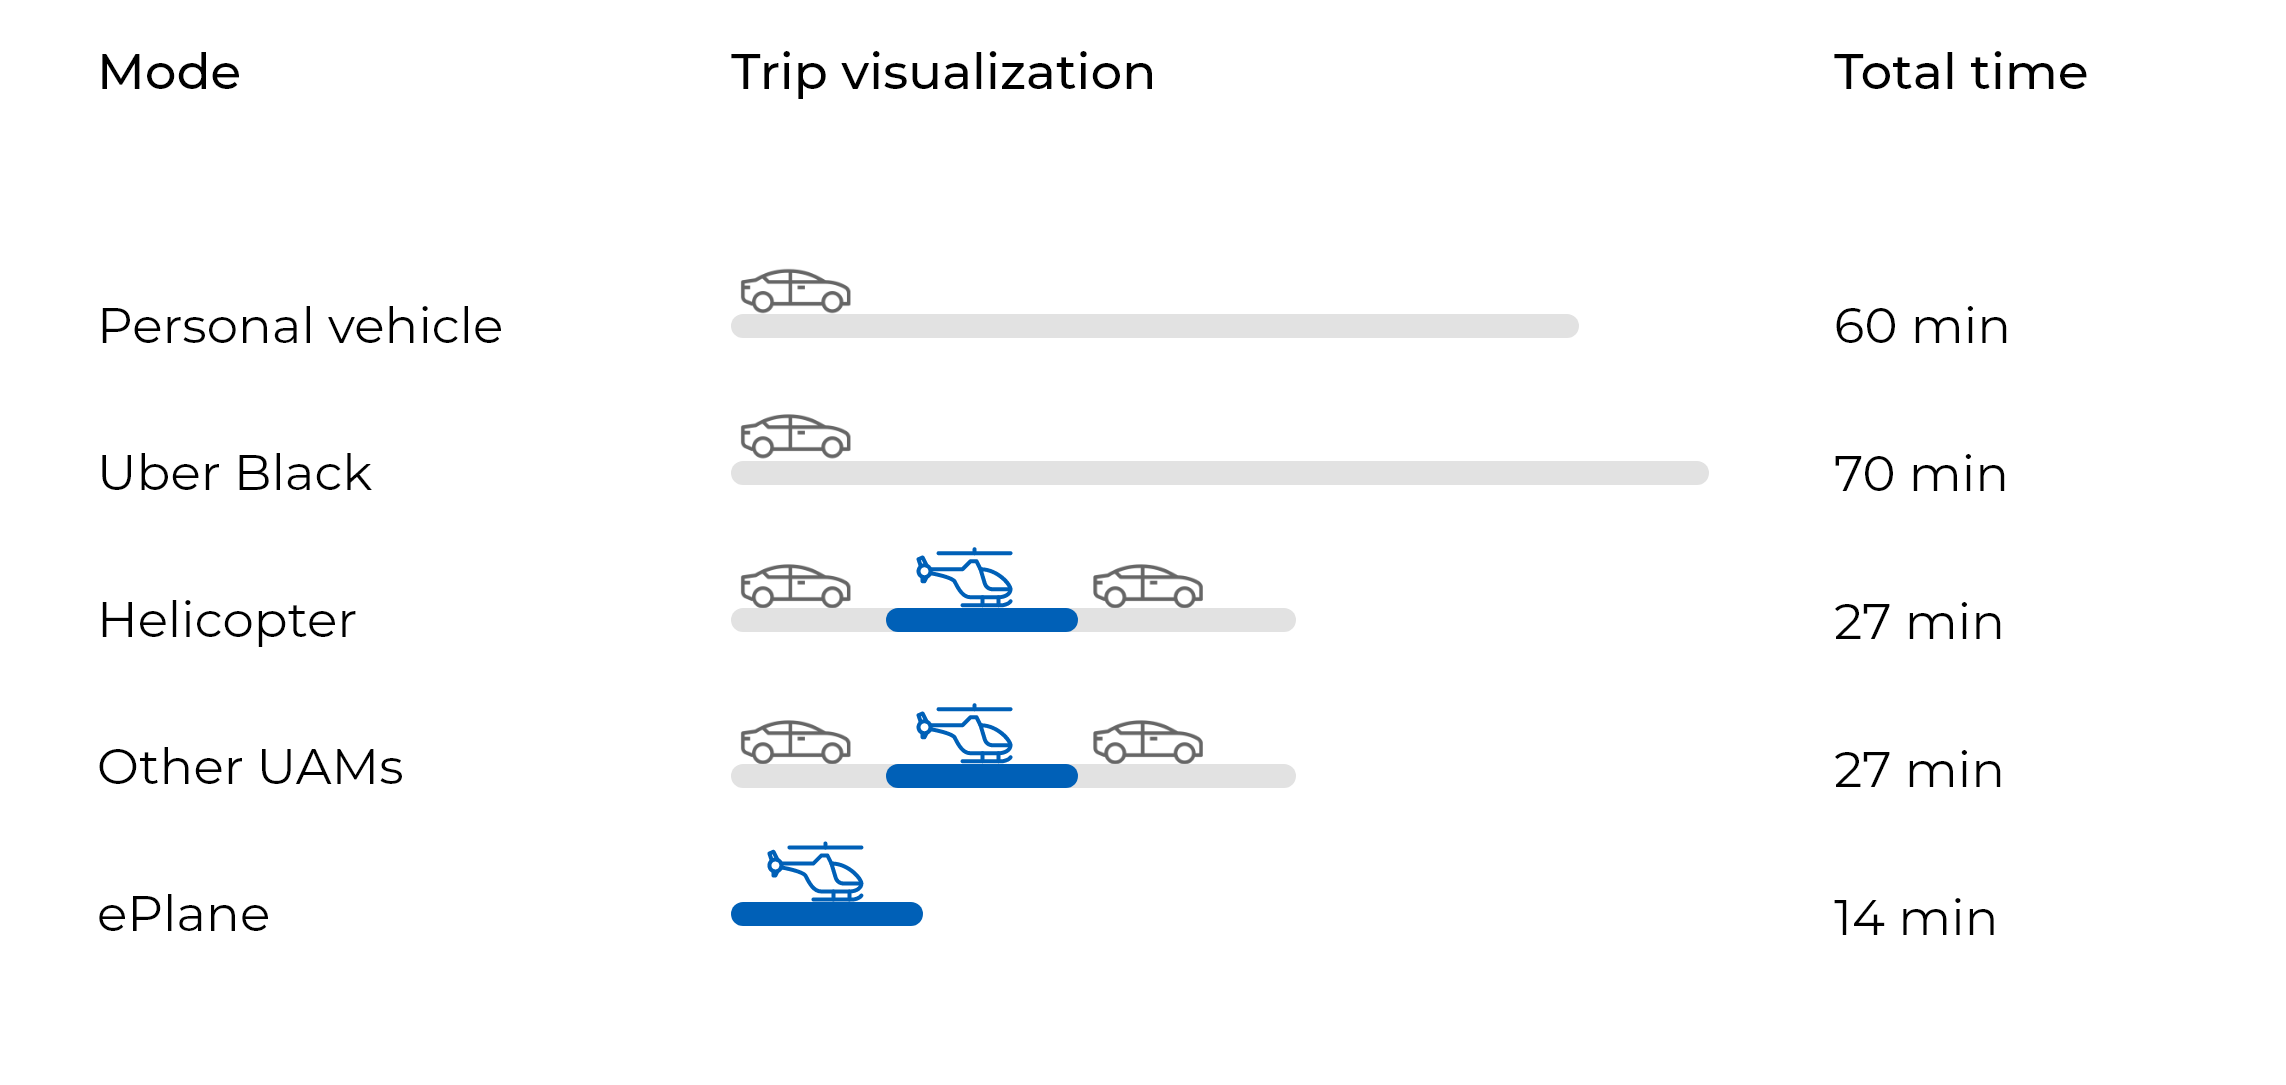 Mode Trip visualization Total time
Personal vehicle 60 min
Uber Black 70 min
Helicopter 27 min
Other UAMs 27 min
ePlane 14 min